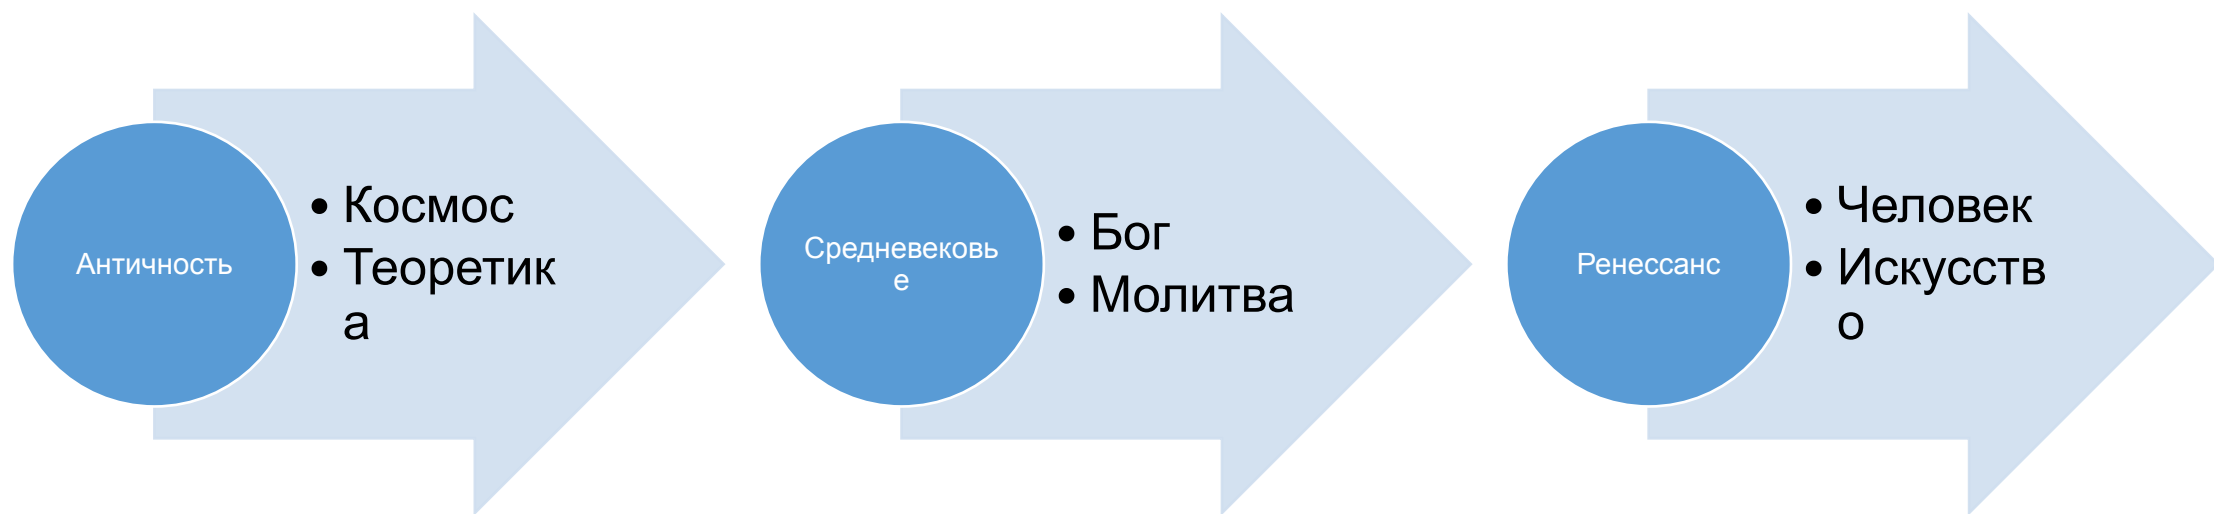 Античность
• Космос
• Теоретик
а
Средневековь
е
• Бог
• Молитва
Ренессанс
• Человек
• Искусств
о